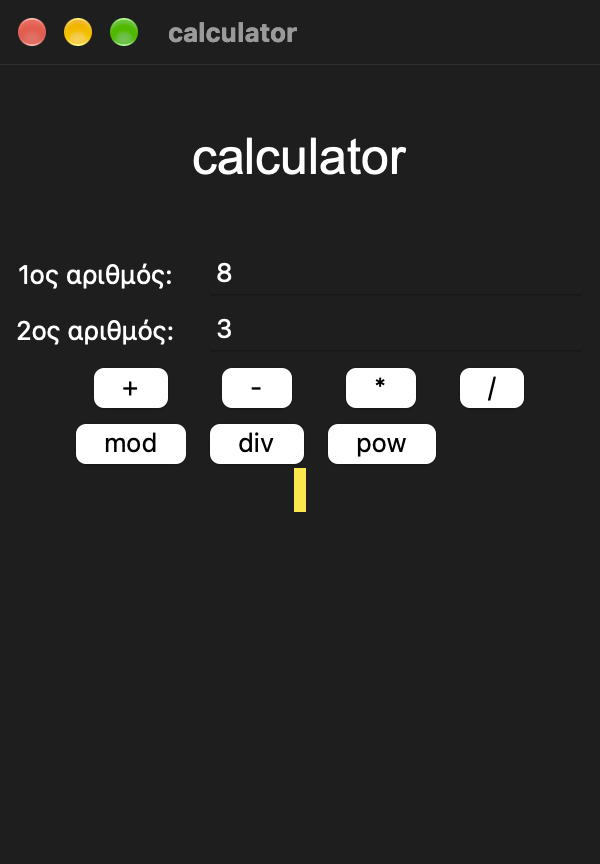 calculator
calculator
1ος αριθμός: 8
2ος αριθμός: 3
+ - * /
mod div pow